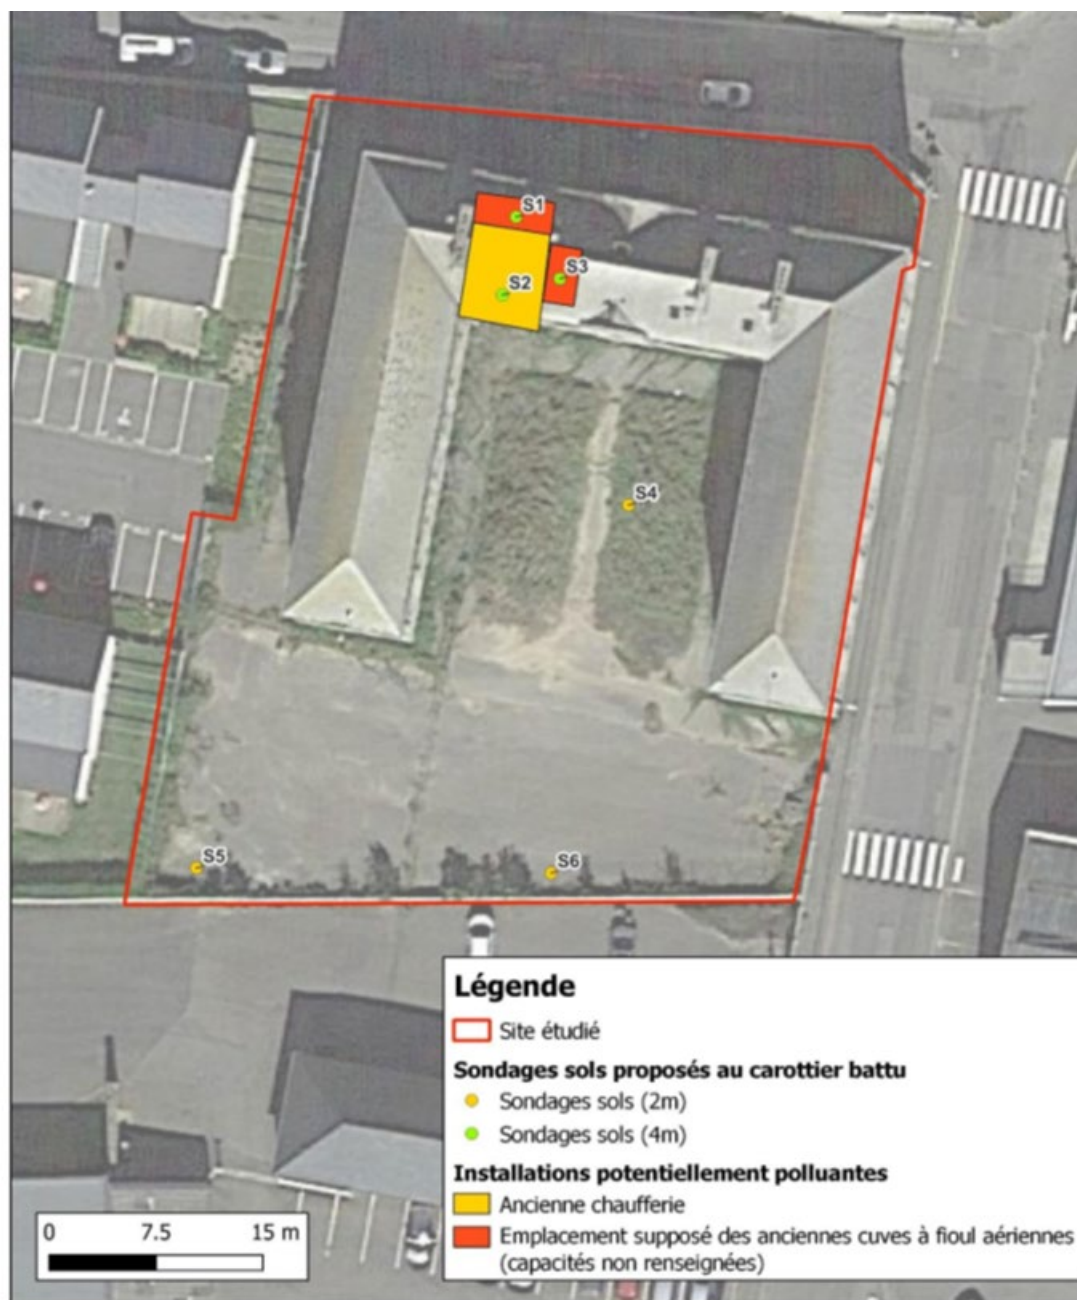 S1
S3
S2
S4
S5
S6
Légende
Site étudié
Sondages sols proposés au carottier battu
Sondages sols (2m)
Sondages sols (4m)
Installations potentiellement polluantes
Ancienne chaufferie
Emplacement supposé des anciennes cuves à fioul aériennes
(capacités non renseignées)
0 7.5 15 m